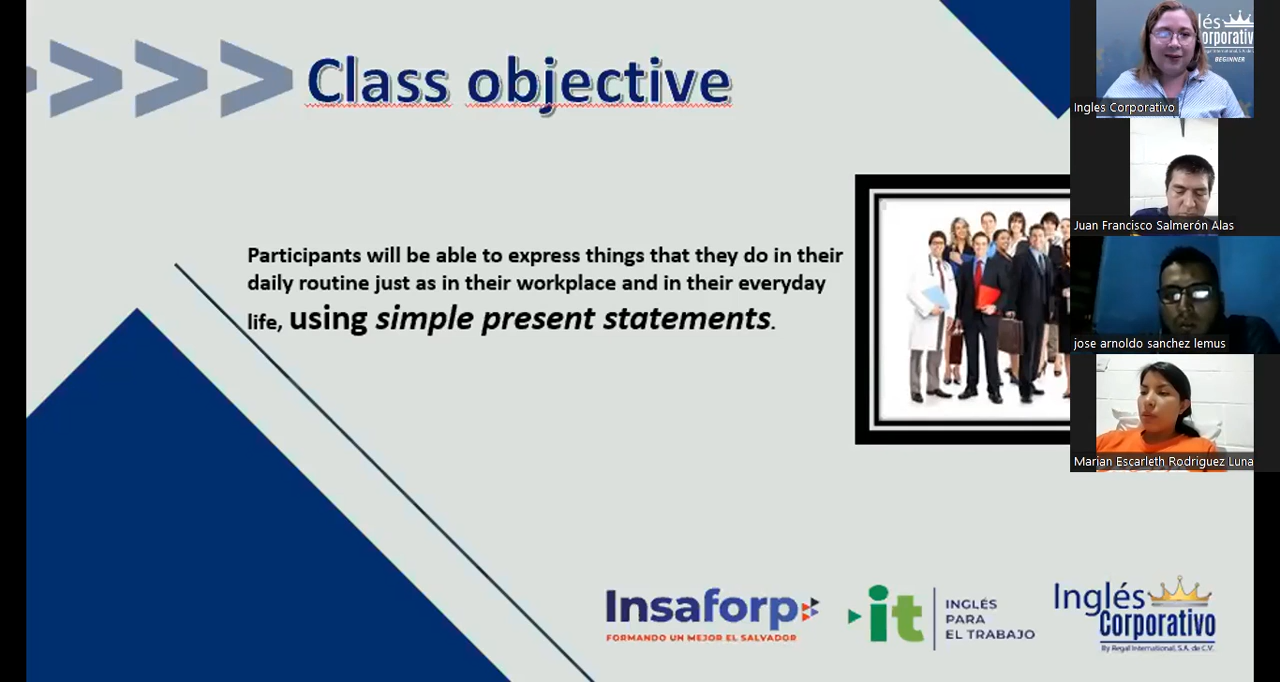 Class objective
Participants will be able to express things that they do in their
daily routine just as in their workplace and in their everyday
life, using simple present statements.
Insaforp
FORMANDO UN MEJOR EL SALVADOR
it
INGLÉS
PARA
EL TRABAJO
Inglés
Corporativo
By Regal International, S.A. de C.V.
lés
orporativ
BEGINNER
Ingles Corporativo
Juan Francisco Salmerón Alas
jose arnoldo sanchez lemus
Marian Escarleth Rodriguez Luna